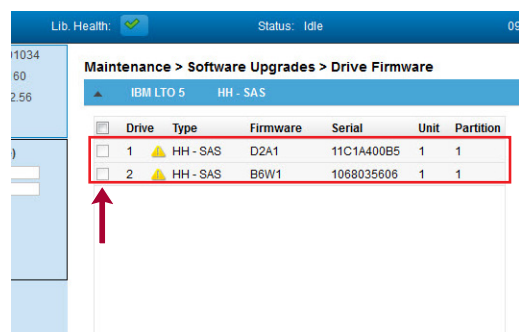 Lib. Health: Status: Idle 09
1034
60
2.56
)
Maintenance > Software Upgrades > Drive Firmware
IBM LTO 5 HH - SAS
Drive Type Firmware Serial Unit Partition
1 HH - SAS D2A1 11C1A400B5 1 1
2 HH - SAS B6W1 1068035606 1 1